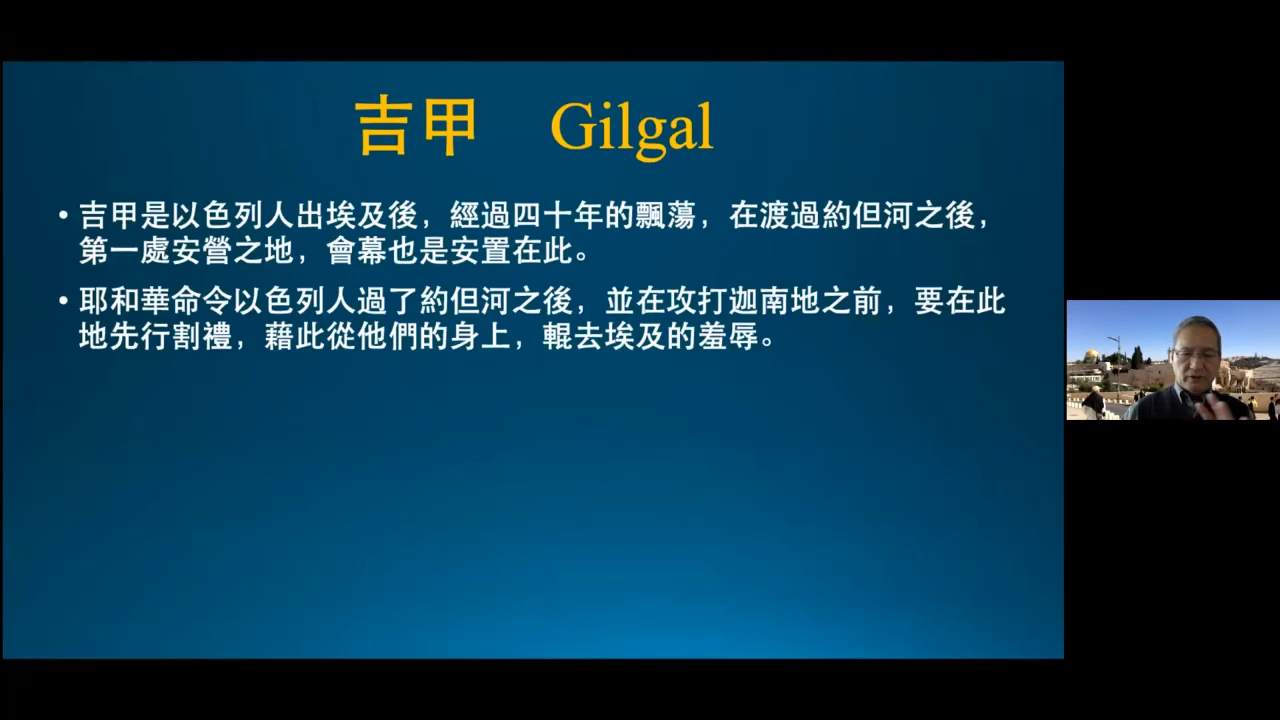 吉甲 Gilgal
• 吉甲是以色列人出埃及後，經過四十年的飄蕩，在渡過約但河之後，
第一處安營之地，會幕也是安置在此。
• 耶和華命令以色列人過了約但河之後，並在攻打迦南地之前，要在此
地先行割禮，藉此從他們的身上，輥去埃及的羞辱。